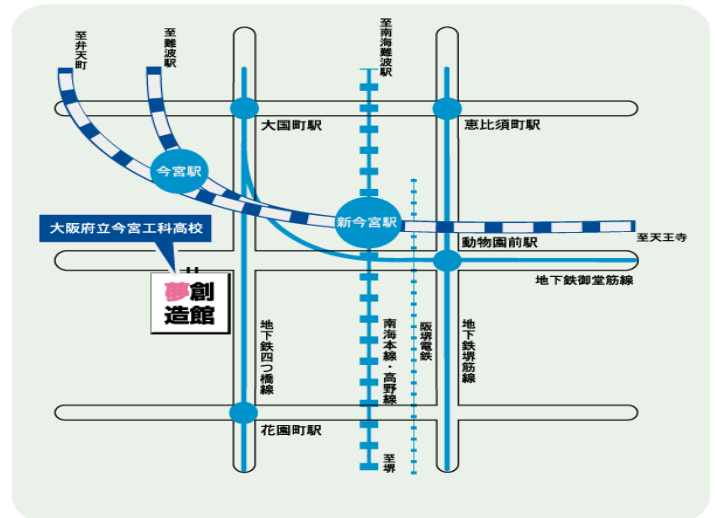 至弁天町
至難波駅
至南海難波駅
大国町駅
恵比須町駅
今宮駅
大阪府立今宮工科高校
新今宮駅
動物園前駅
至天王寺
地下鉄御堂筋線
夢創
造館
地下鉄四つ橋線
南海本線・高野線
阪堺電鉄
地下鉄堺筋線
花園町駅
至堺